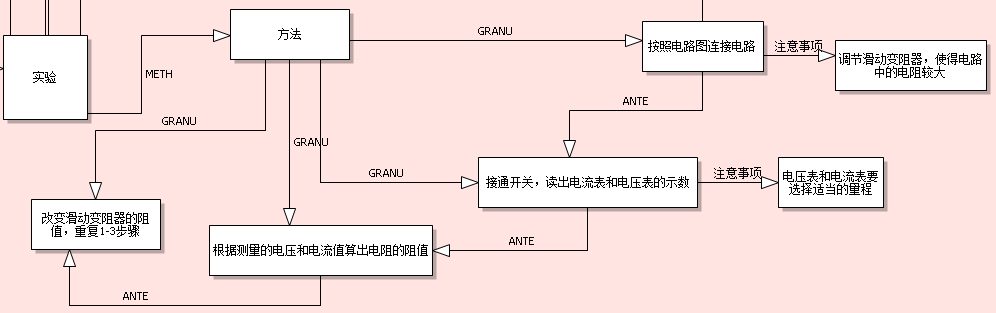 方法
GRANU
按照电路图连接电路
注意事项
调节滑动变阻器，使得电路
中的电阻较大
实验
METH
ANTE
GRANU
GRANU
GRANU
接通开关，读出电流表和电压表的示数
注意事项
电压表和电流表要
选择适当的量程
改变滑动变阻器的阻
值，重复1-3步骤
根据测量的电压和电流值算出电阻的阻值
ANTE
ANTE